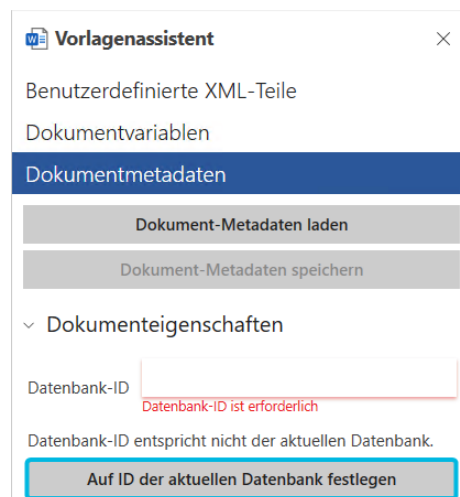 Vorlagenassistent
Benutzerdefinierte XML-Teile
Dokumentvariablen
Dokumentmetadaten
Dokument-Metadaten laden
Dokument-Metadaten speichern
Dokumenteigenschaften
Datenbank-ID
Datenbank-ID ist erforderlich
Datenbank-ID entspricht nicht der aktuellen Datenbank.
Auf ID der aktuellen Datenbank festlegen